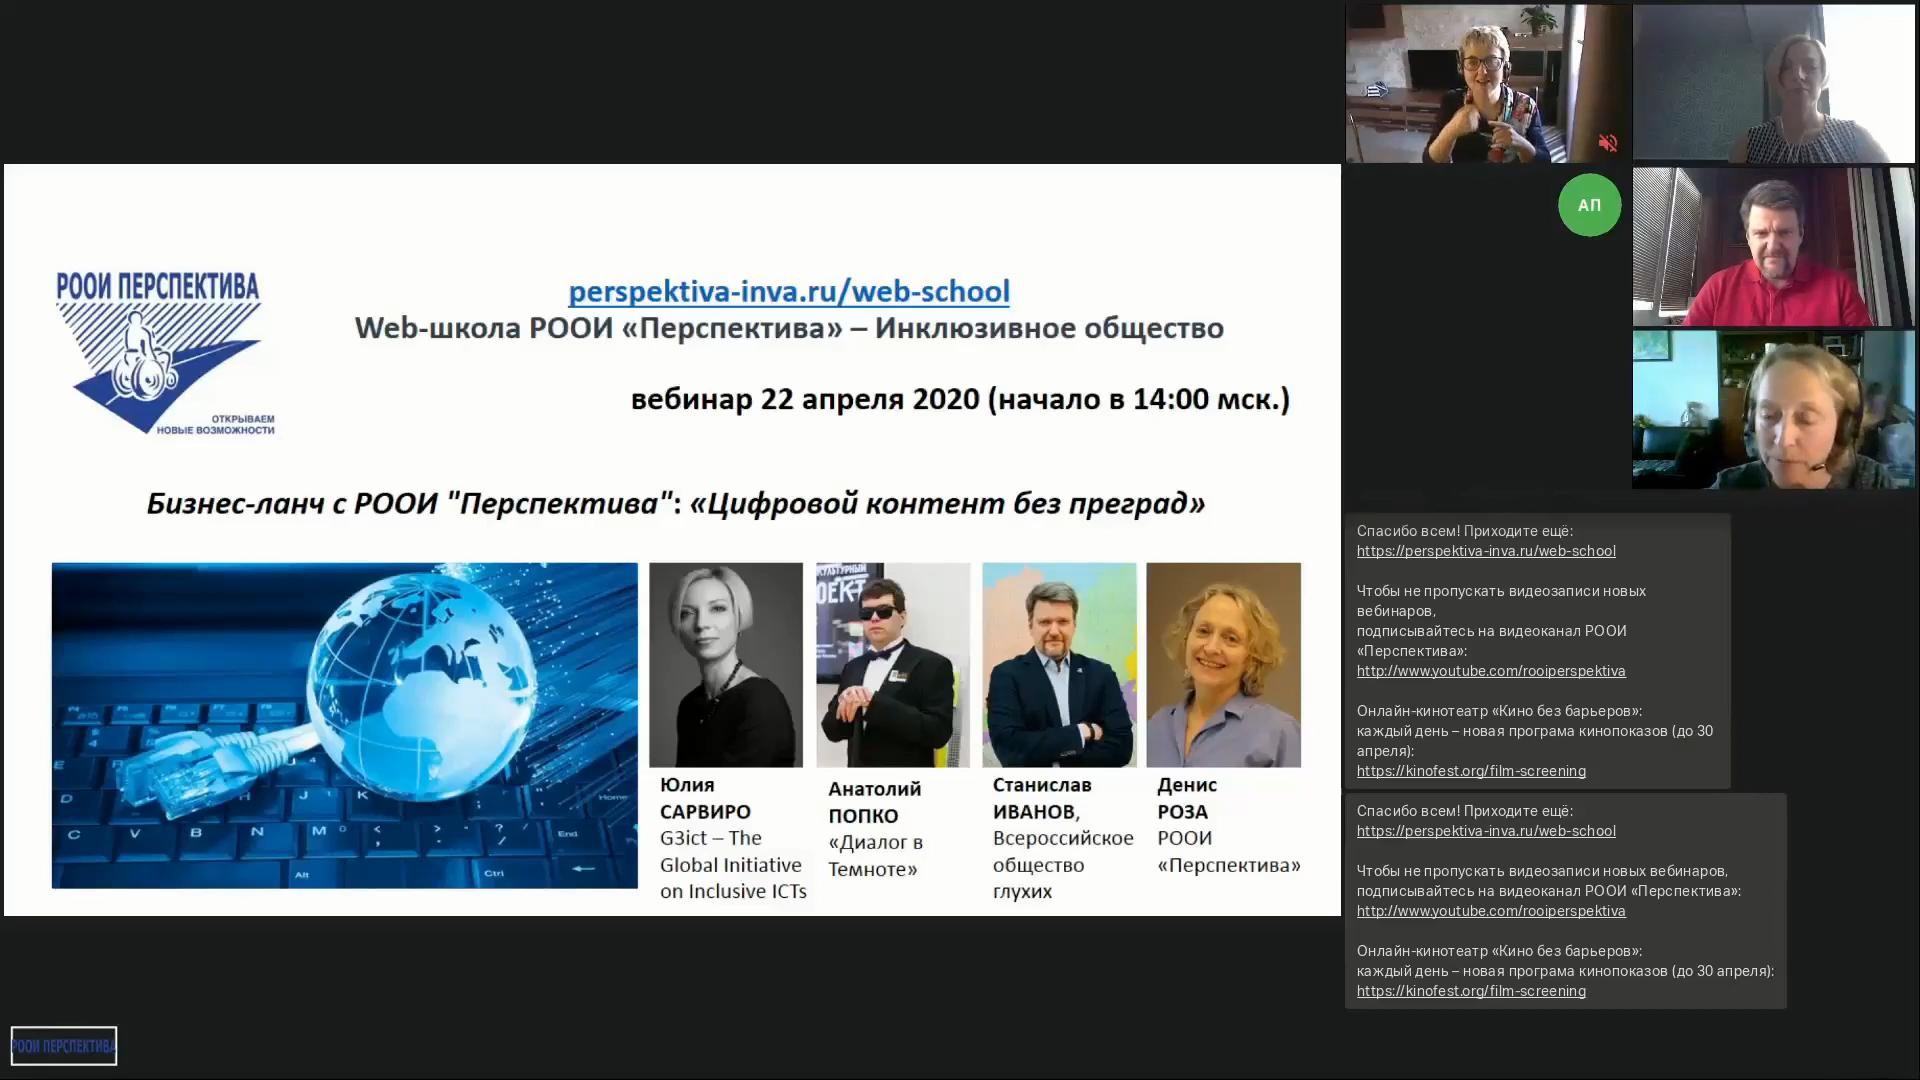 РООИ ПЕРСПЕКТИВА
ОТКРЫВАЕМ
НОВЫЕ ВОЗМОЖНОСТИ
perspektiva-inva.ru/web-school
Web-школа РООИ «Перспектива» – Инклюзивное общество
вебинар 22 апреля 2020 (начало в 14:00 мск.)
Бизнес-ланч с РООИ "Перспектива": «Цифровой контент без преград»
Юлия
САРВИРО
G3ict – The
Global Initiative
on Inclusive ICTs
Анатолий
ПОПКО
«Диалог в
Темноте»
Станислав
ИВАНОВ,
Всероссийское
общество
глухих
Денис
РОЗА
РООИ
«Перспектива»
АП
Спасибо всем! Приходите ещё:
https://perspektiva-inva.ru/web-school
Чтобы не пропускать видеозаписи новых
вебинаров,
подписывайтесь на видеоканал РООИ
«Перспектива»:
http://www.youtube.com/rooiperspektiva
Онлайн-кинотеатр «Кино без барьеров»:
каждый день – новая програма кинопоказов (до 30
апреля):
https://kinofest.org/film-screening
Спасибо всем! Приходите ещё:
https://perspektiva-inva.ru/web-school
Чтобы не пропускать видеозаписи новых вебинаров,
подписывайтесь на видеоканал РООИ «Перспектива»:
http://www.youtube.com/rooiperspektiva
Онлайн-кинотеатр «Кино без барьеров»:
каждый день – новая програма кинопоказов (до 30 апреля):
https://kinofest.org/film-screening
РООИ ПЕРСПЕКТИВА